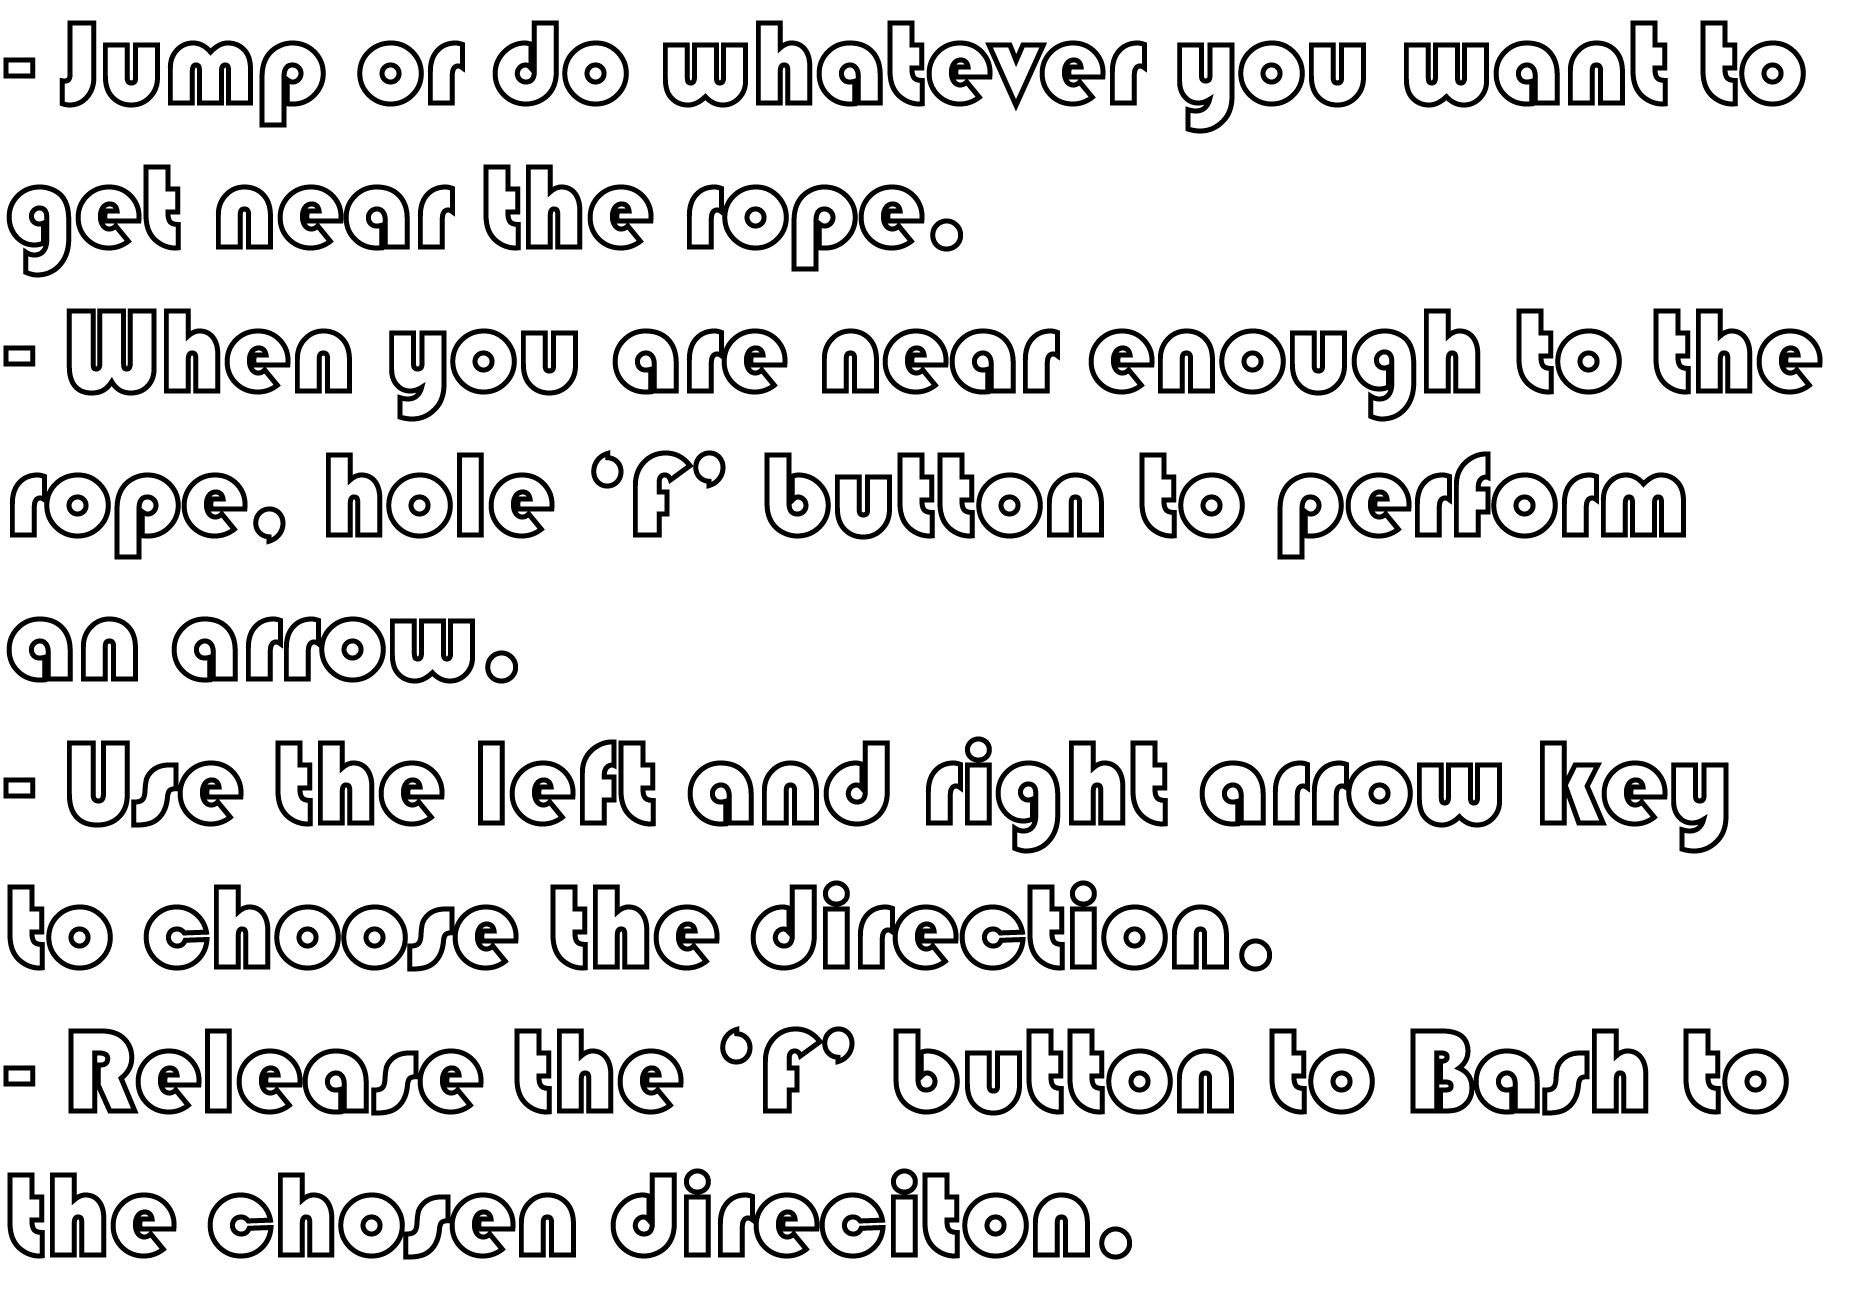 - Jump or do whatever you want to
get near the rope.
- When you are near enough to the
rope, hole ‘f’ button to perform
an arrow.
- Use the left and right arrow key
to choose the direction.
- Release the ‘f’ button to Bash to
the chosen direciton.